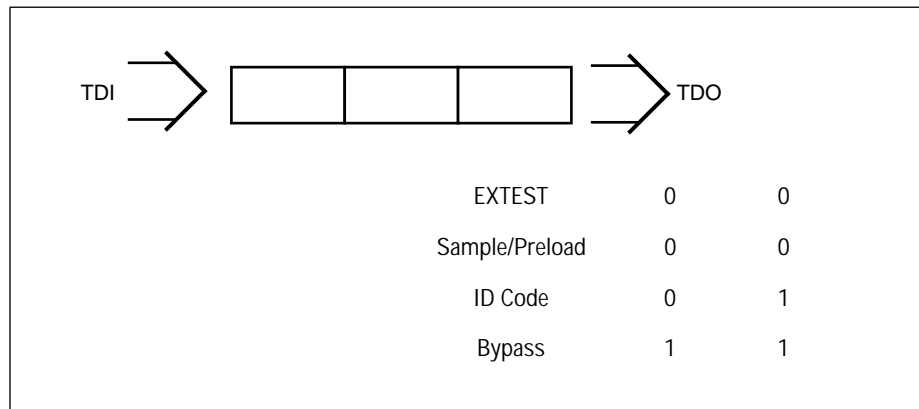 TDI TDO
EXTEST 0 0
Sample/Preload 0 0
ID Code 0 1
Bypass 1 1